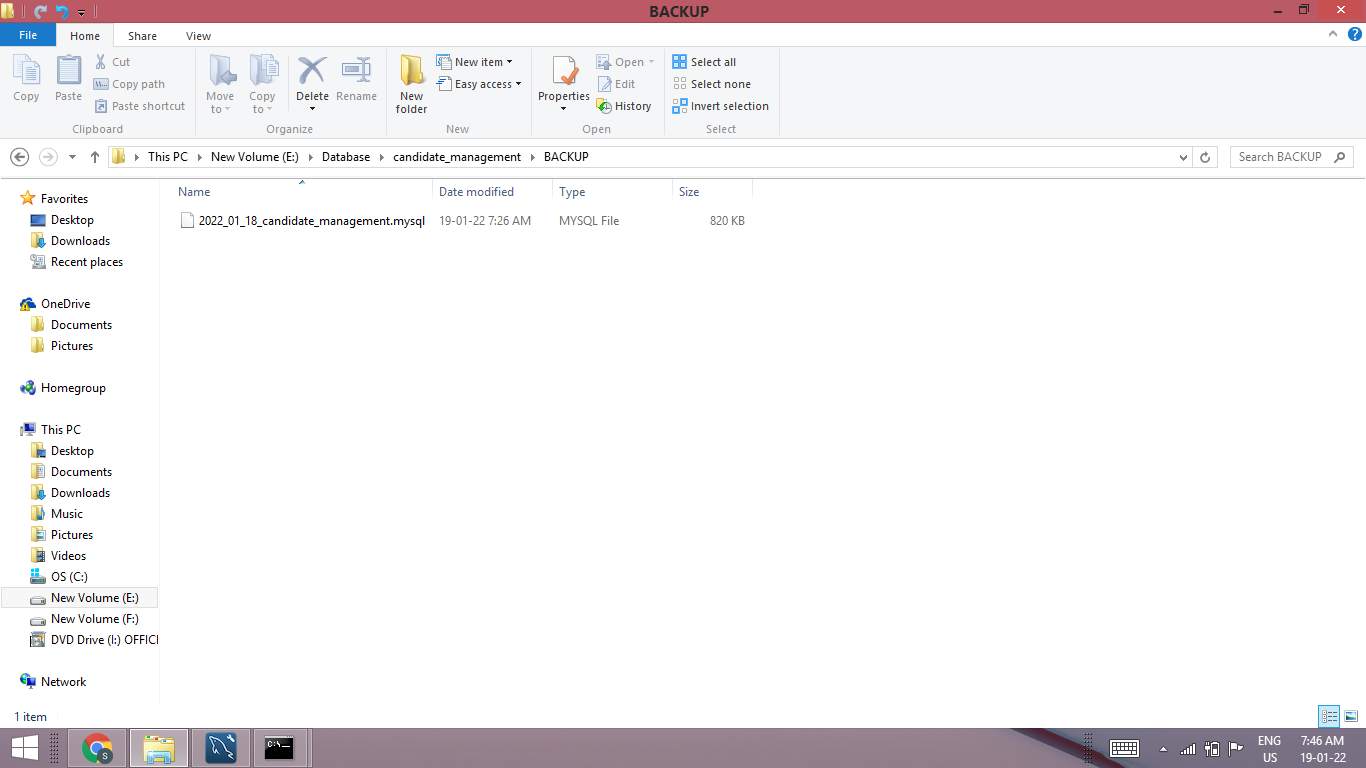 BACKUP
File Home Share View
Copy
Paste
Cut
Copy path
Paste shortcut
Clipboard
Move to
Copy to
Delete
Rename
Organize
New folder
New item
Easy access
New
Properties
Open
Edit
History
Open
Select all
Select none
Invert selection
Select
This PC New Volume (E:) Database candidate_management BACKUP
Search BACKUP
Favorites
Desktop
Downloads
Recent places
OneDrive
Documents
Pictures
Homegroup
This PC
Desktop
Documents
Downloads
Music
Pictures
Videos
OS (C:)
New Volume (E:)
New Volume (F:)
DVD Drive (I:) OFFICI
Network
Name Date modified Type Size
2022_01_18_candidate_management.mysql 19-01-22 7:26 AM MYSQL File 820 KB
1 item
S
C:\
ENG
US
7:46 AM
19-01-22